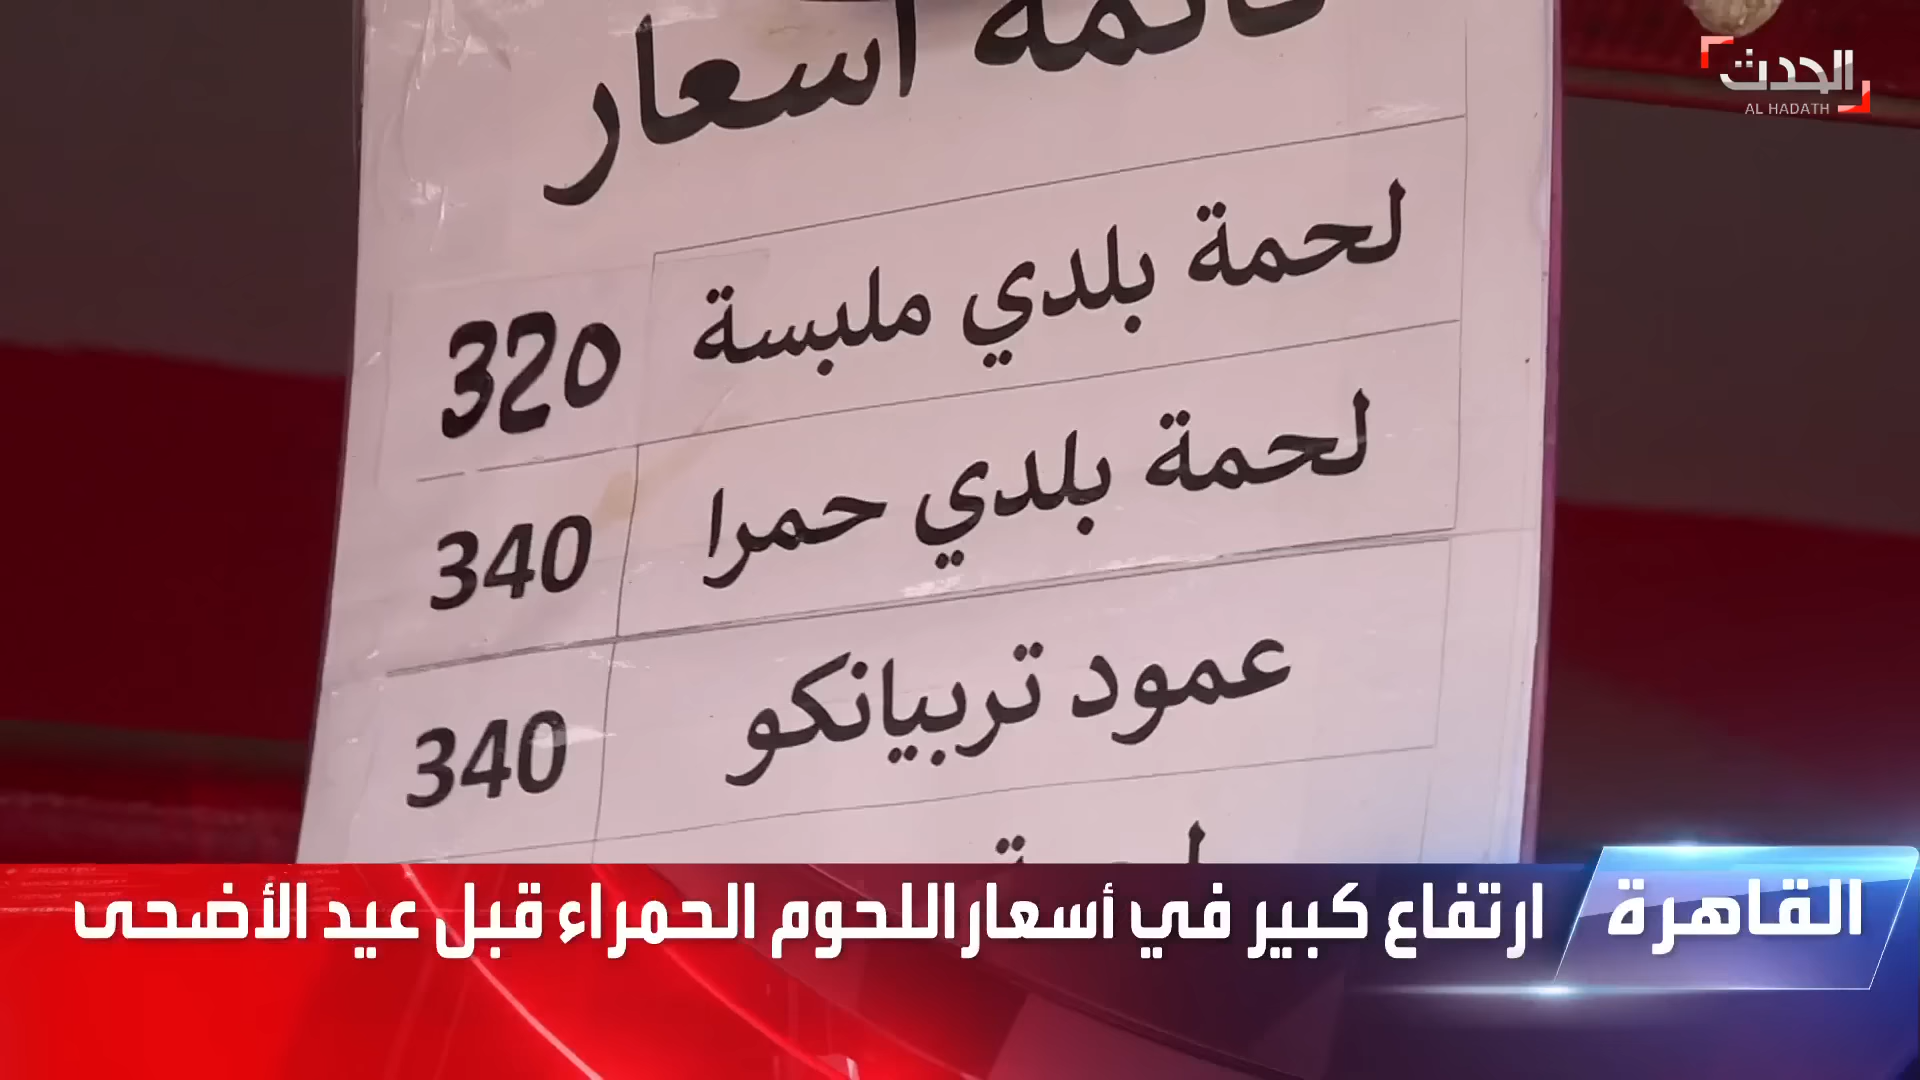 الحدث
AL HADATH
قائمة اسعار
لحمة بلدي ملبسة 320
لحمة بلدي حمرا 340
عمود تربيانكو 340
القاهرة
ارتفاع كبير في أسعار اللحوم الحمراء قبل عيد الأضحى